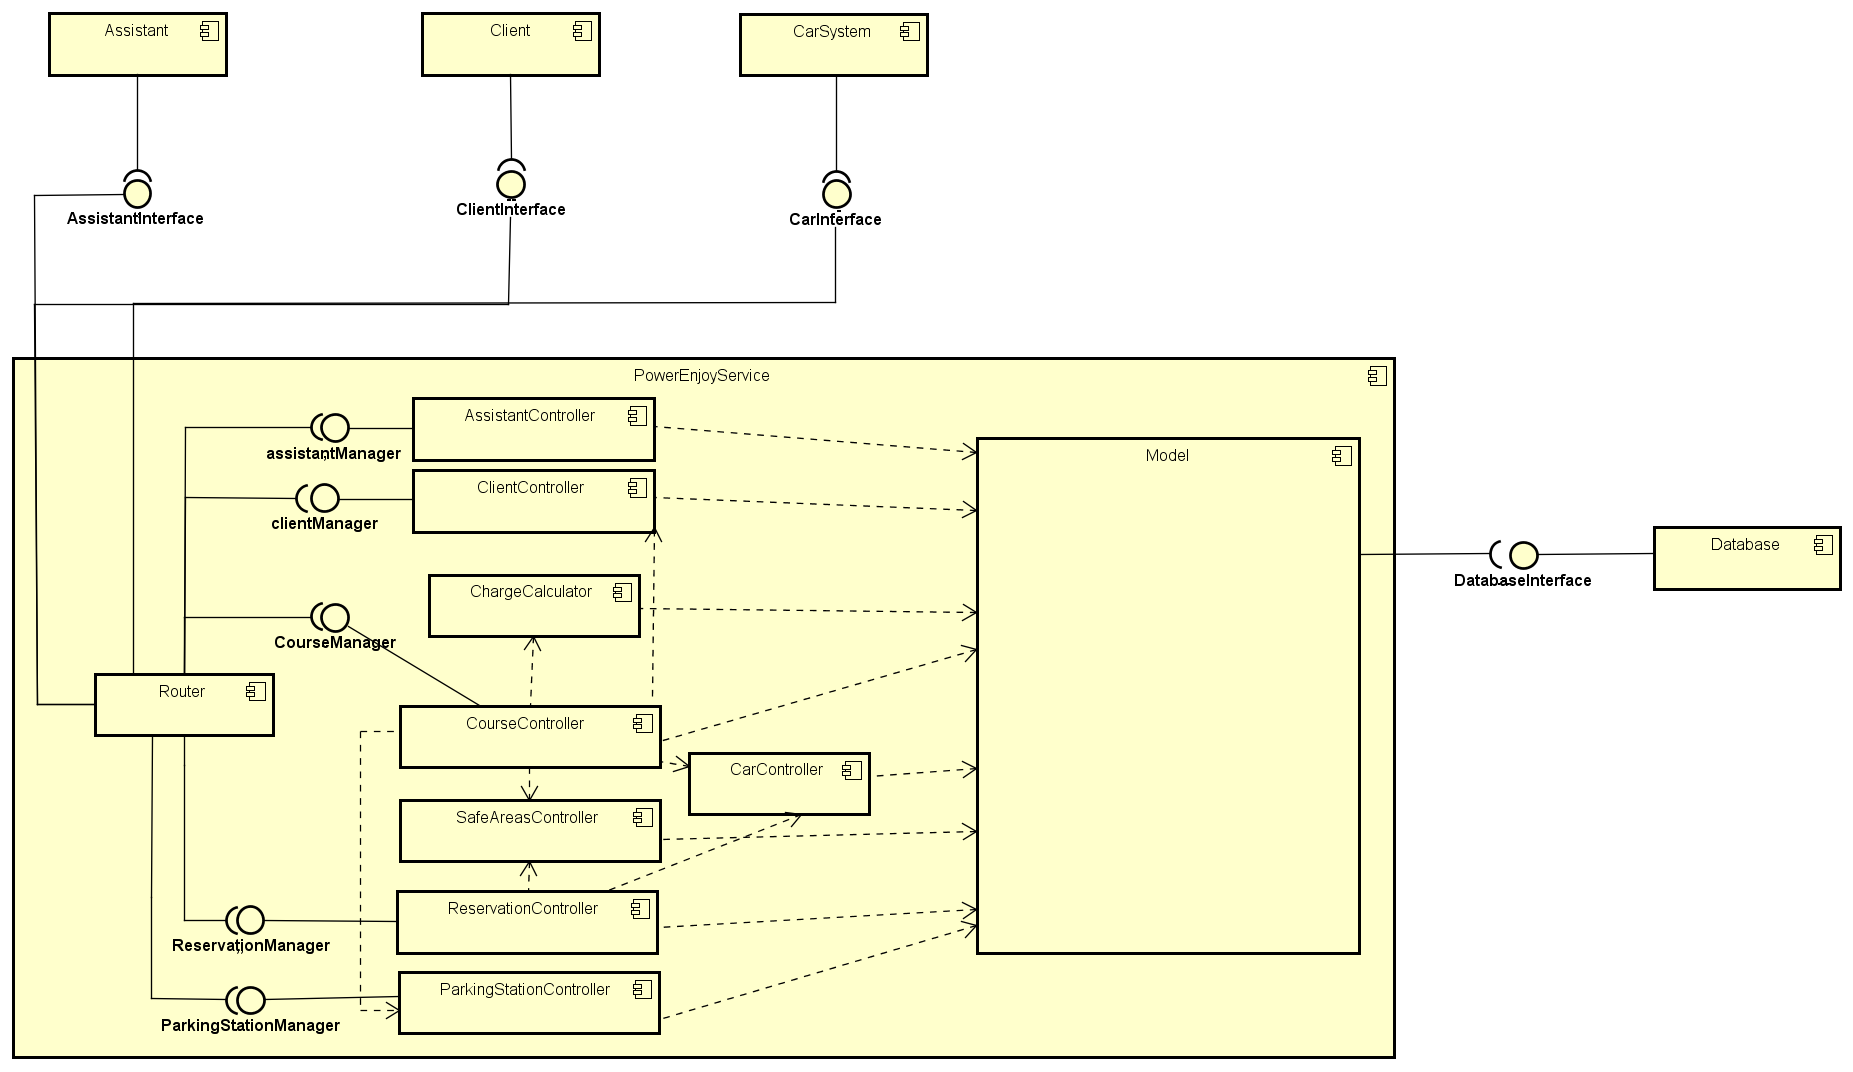 Assistant
Client
CarSystem
AssistantInterface
ClientInterface
CarInterface
PowerEnjoyService
AssistantController
assistantManager
Model
ClientController
clientManager
Database
DatabaseInterface
ChargeCalculator
CourseManager
Router
CourseController
CarController
SafeAreasController
ReservationController
ReservationManager
ParkingStationController
ParkingStationManager